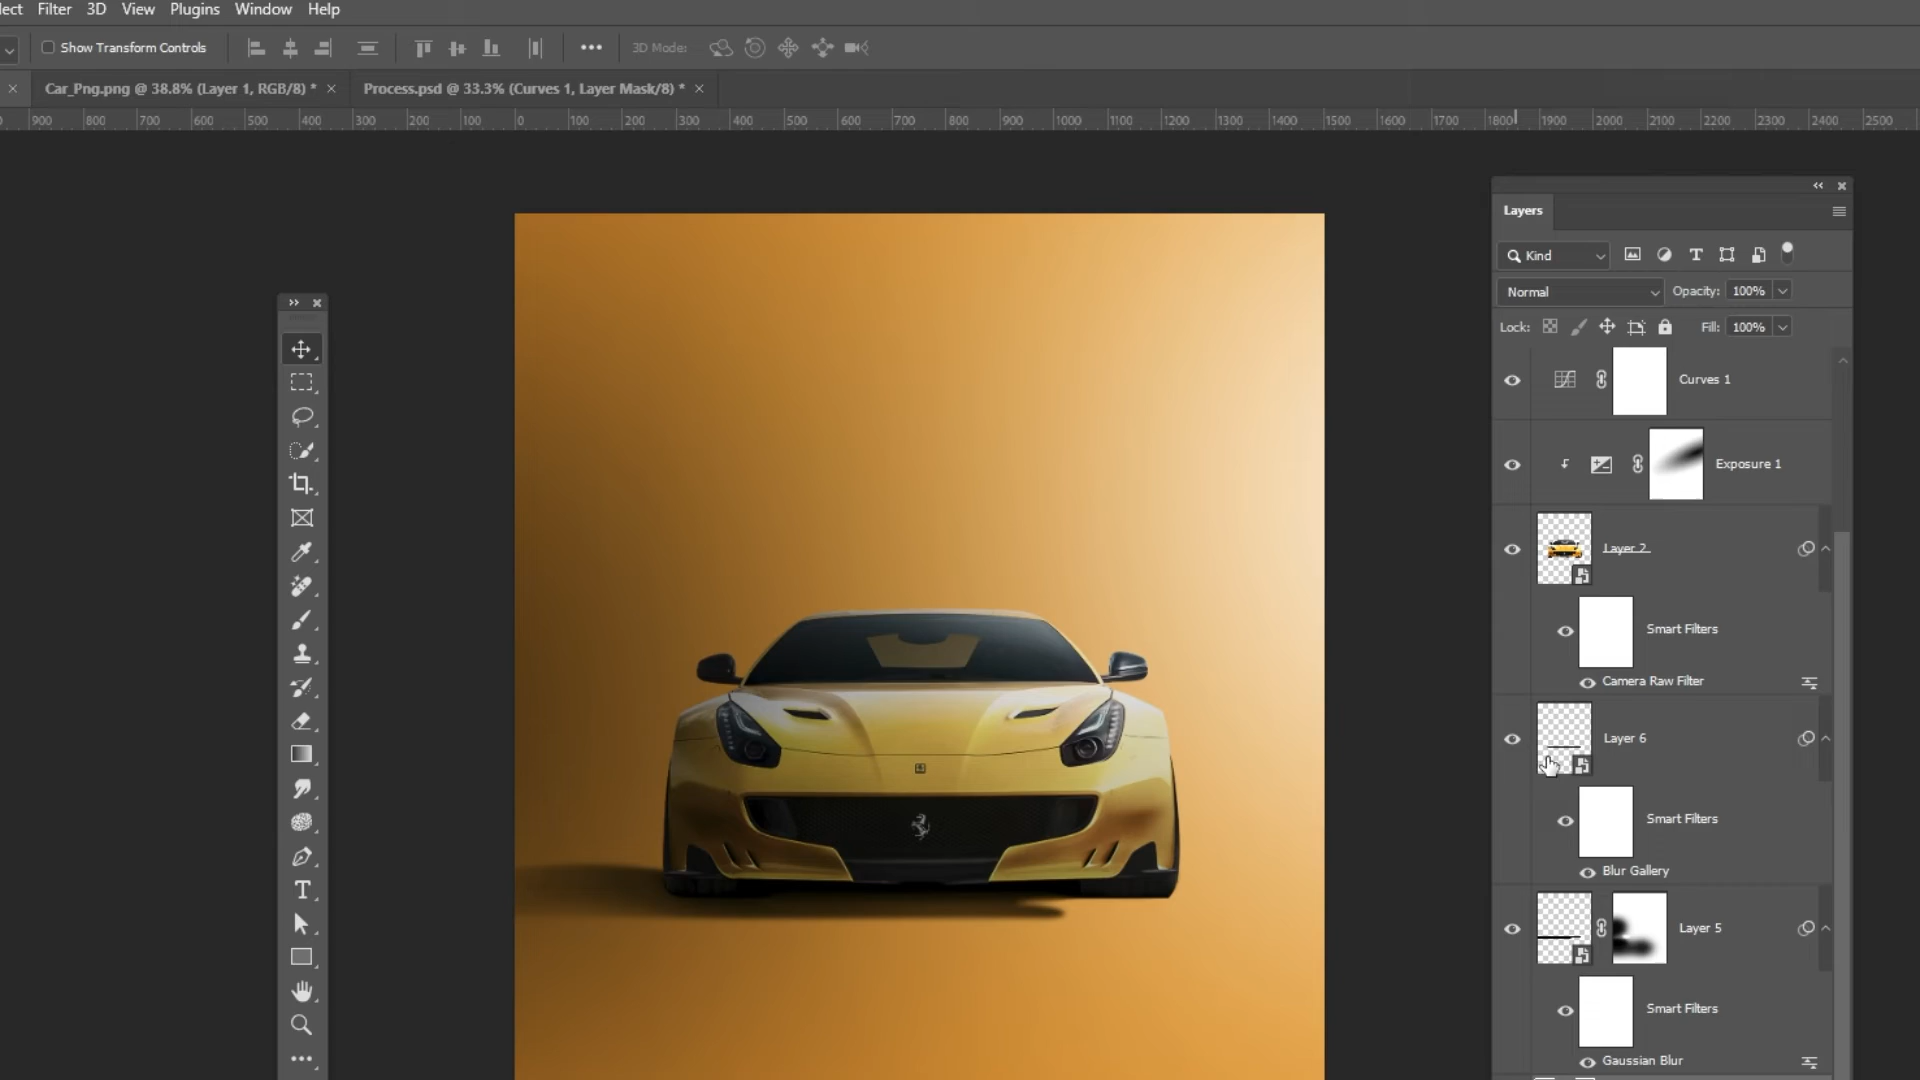 lect Filter 3D View Plugins Window Help
Show Transform Controls 3D Mode:
Car_Png.png @ 38.8% (Layer 1, RGB/8) * Process.psd @ 33.3% (Curves 1, Layer Mask/8) *
0 900 800 700 600 500 400 300 200 100 0 100 200 300 400 500 600 700 800 900 1000 1100 1200 1300 1400 1500 1600 1700 1800 1900 2000 2100 2200 2300 2400 2500
Layers
Kind
Normal Opacity: 100%
Lock: Fill: 100%
Curves 1
Exposure 1
Layer 2
Smart Filters
Camera Raw Filter
Layer 6
Smart Filters
Blur Gallery
Layer 5
Smart Filters
Gaussian Blur